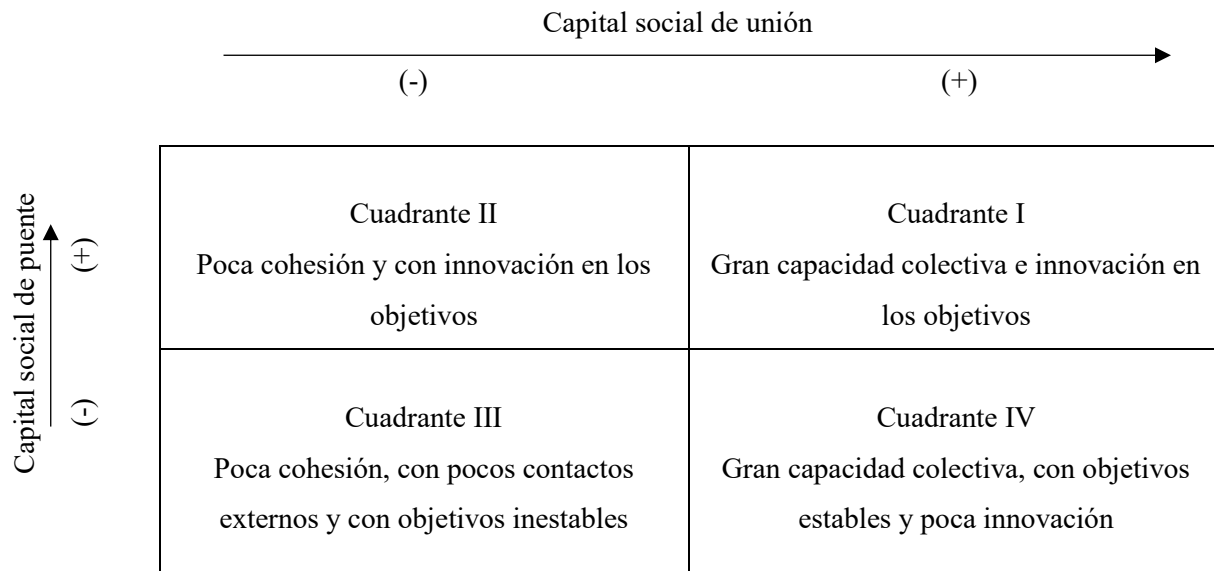 Capital social de unión
(-)
(+)
Capital social de puente
(+)
(-)
Cuadrante II
Poca cohesión y con innovación en los
objetivos
Cuadrante I
Gran capacidad colectiva e innovación en
los objetivos
Cuadrante III
Poca cohesión, con pocos contactos
externos y con objetivos inestables
Cuadrante IV
Gran capacidad colectiva, con objetivos
estables y poca innovación